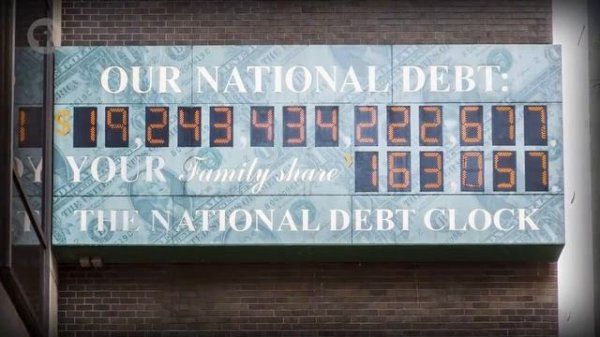 OUR NATIONAL DEBT:
$19,243,434,222,677
YOUR Family share $163,057
THE NATIONAL DEBT CLOCK